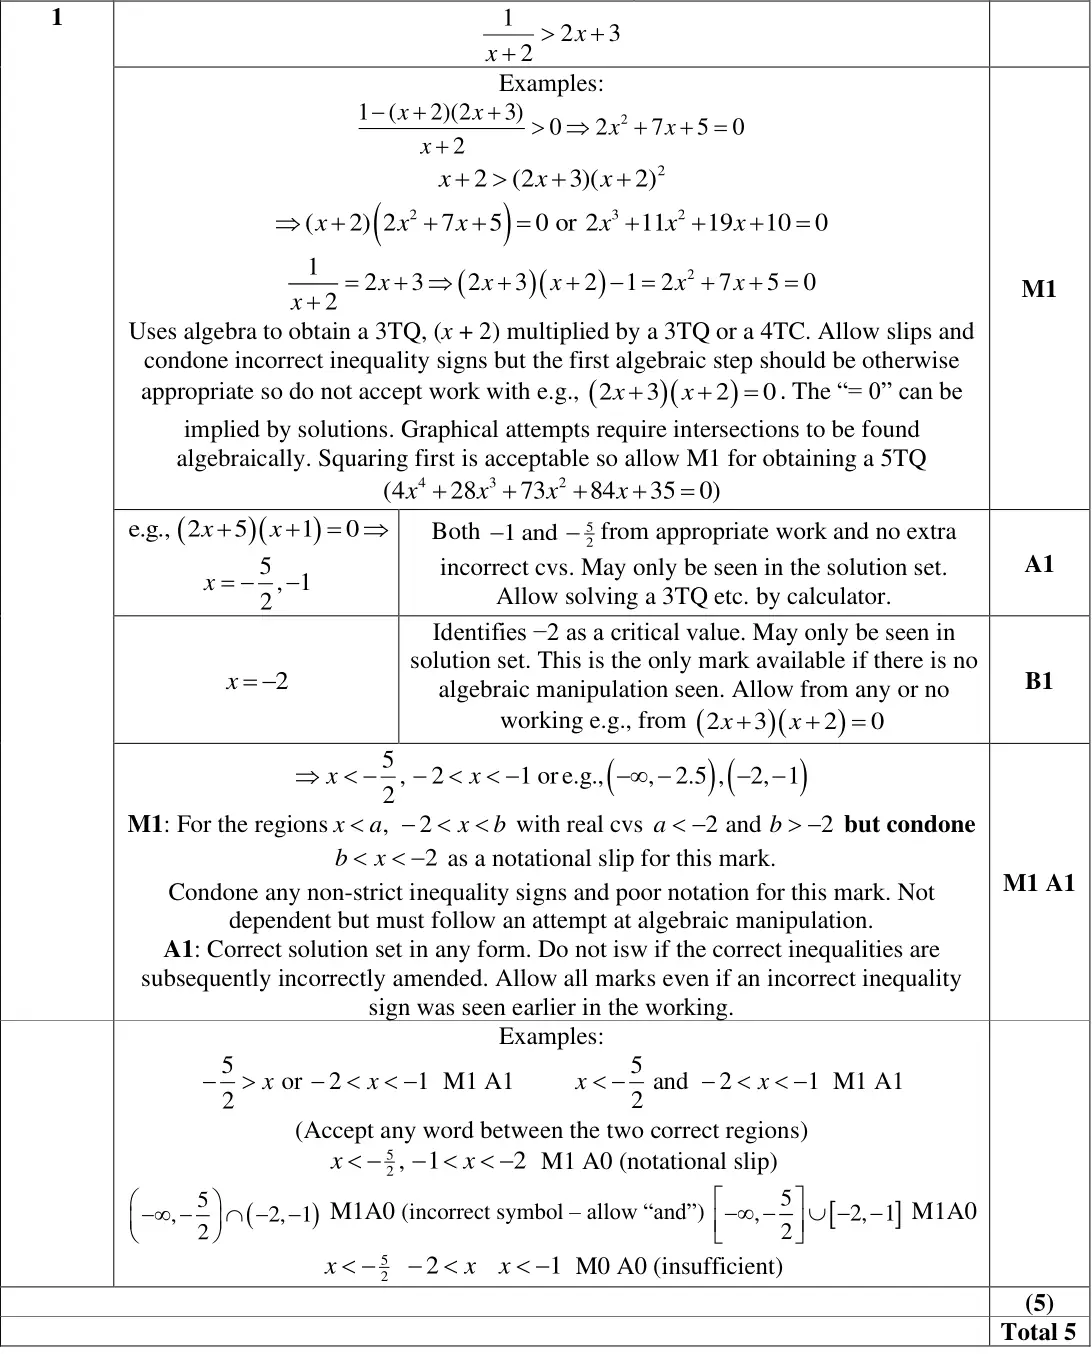 1
1/(x + 2) > 2x + 3
Examples:
(1 − (x + 2)(2x + 3))/(x + 2) > 0 ⇒ 2x² + 7x + 5 = 0
x + 2 > (2x + 3)(x + 2)²
⇒ (x + 2)(2x² + 7x + 5) = 0 or 2x³ + 11x² + 19x + 10 = 0
1/(x + 2) = 2x + 3 ⇒ (2x + 3)(x + 2) − 1 = 2x² + 7x + 5 = 0
Uses algebra to obtain a 3TQ, (x + 2) multiplied by a 3TQ or a 4TC. Allow slips and
condone incorrect inequality signs but the first algebraic step should be otherwise
appropriate so do not accept work with e.g., (2x + 3)(x + 2) = 0. The “= 0” can be
implied by solutions. Graphical attempts require intersections to be found
algebraically. Squaring first is acceptable so allow M1 for obtaining a 5TQ
(4x⁴ + 28x³ + 73x² + 84x + 35 = 0)
M1
e.g., (2x + 5)(x + 1) = 0 ⇒
x = −5/2, −1
Both −1 and −5/2 from appropriate work and no extra
incorrect cvs. May only be seen in the solution set.
Allow solving a 3TQ etc. by calculator.
A1
x = −2
Identifies −2 as a critical value. May only be seen in
solution set. This is the only mark available if there is no
algebraic manipulation seen. Allow from any or no
working e.g., from (2x + 3)(x + 2) = 0
B1
⇒ x < −5/2, −2 < x < −1 or e.g., (−∞, −2.5), (−2, −1)
M1: For the regions x < a, −2 < x < b with real cvs a < −2 and b > −2 but condone
b < x < −2 as a notational slip for this mark.
Condone any non-strict inequality signs and poor notation for this mark. Not
dependent but must follow an attempt at algebraic manipulation.
A1: Correct solution set in any form. Do not isw if the correct inequalities are
subsequently incorrectly amended. Allow all marks even if an incorrect inequality
sign was seen earlier in the working.
M1 A1
Examples:
−5/2 > x or −2 < x < −1 M1 A1 x < −5/2 and −2 < x < −1 M1 A1
(Accept any word between the two correct regions)
x < −5/2, −1 < x < −2 M1 A0 (notational slip)
(−∞, −5/2) ∩ (−2, −1) M1A0 (incorrect symbol – allow “and”) [−∞, −5/2] ∪ [−2, −1] M1A0
x < −5/2 −2 < x x < −1 M0 A0 (insufficient)
(5)
Total 5